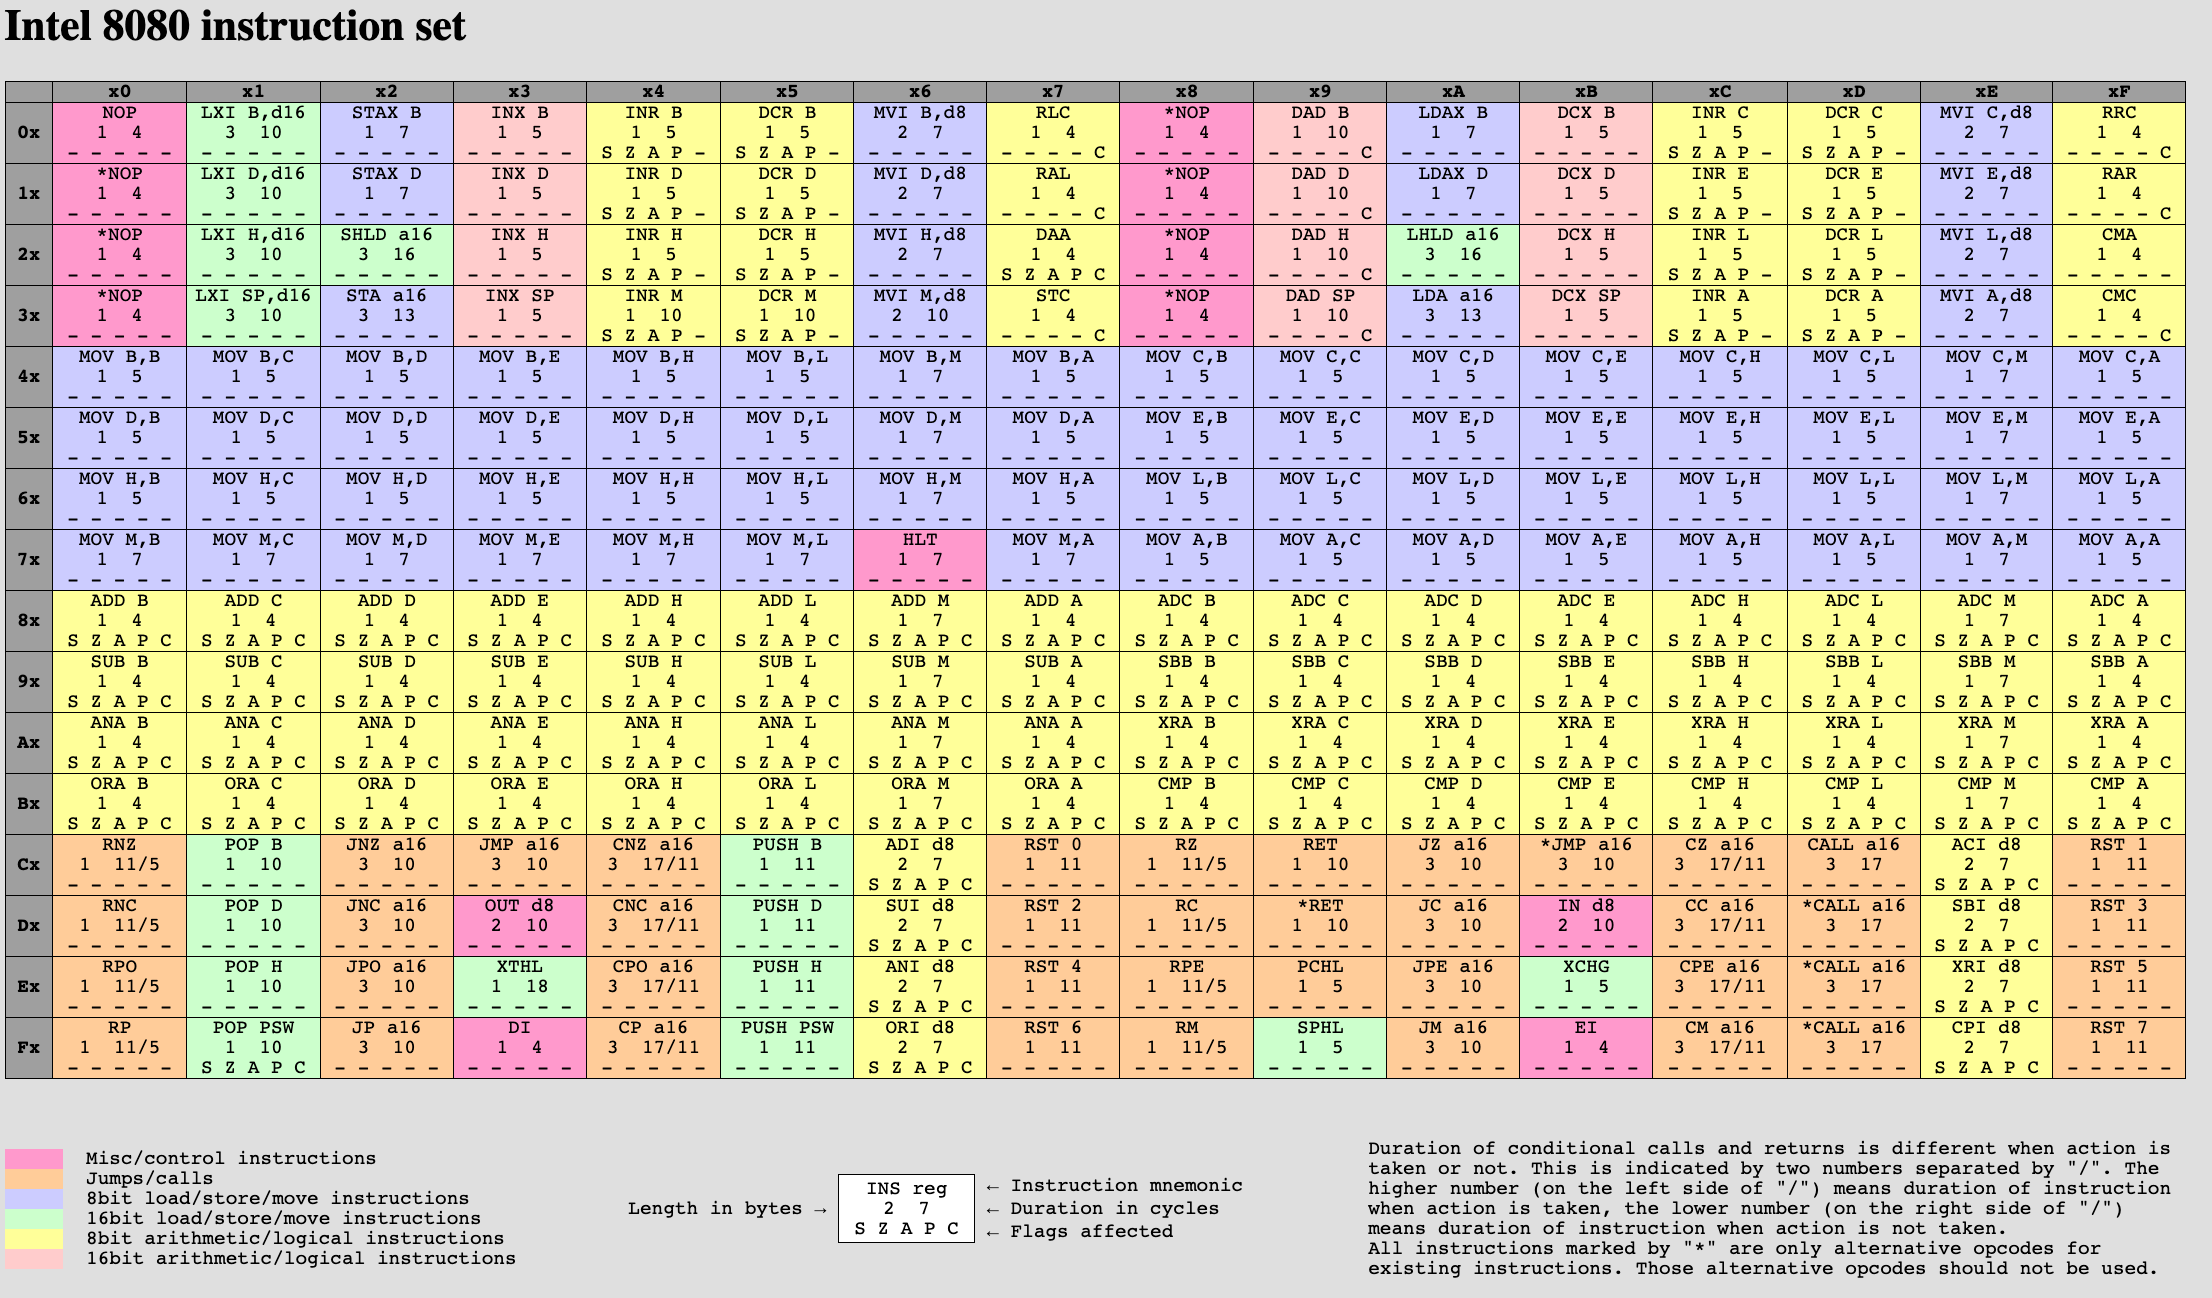 Intel 8080 instruction set
x0 x1 x2 x3 x4 x5 x6 x7 x8 x9 xA xB xC xD xE xF
0x
NOP LXI B,d16 STAX B INX B INR B DCR B MVI B,d8 RLC *NOP DAD B LDAX B DCX B INR C DCR C MVI C,d8 RRC
1 4 3 10 1 7 1 5 1 5 1 5 2 7 1 4 1 4 1 10 1 7 1 5 1 5 1 5 2 7 1 4
- - - - - - - - - - - - - - - - - - - - S Z A P - S Z A P - - - - - - - - - - C - - - - - - - - - C - - - - - - - - - - S Z A P - S Z A P - - - - - - - - - - C
1x
*NOP LXI D,d16 STAX D INX D INR D DCR D MVI D,d8 RAL *NOP DAD D LDAX D DCX D INR E DCR E MVI E,d8 RAR
1 4 3 10 1 7 1 5 1 5 1 5 2 7 1 4 1 4 1 10 1 7 1 5 1 5 1 5 2 7 1 4
- - - - - - - - - - - - - - - - - - - - S Z A P - S Z A P - - - - - - - - - - C - - - - - - - - - C - - - - - - - - - - S Z A P - S Z A P - - - - - - - - - - C
2x
*NOP LXI H,d16 SHLD a16 INX H INR H DCR H MVI H,d8 DAA *NOP DAD H LHLD a16 DCX H INR L DCR L MVI L,d8 CMA
1 4 3 10 3 16 1 5 1 5 1 5 2 7 1 4 1 4 1 10 3 16 1 5 1 5 1 5 2 7 1 4
- - - - - - - - - - - - - - - - - - - - S Z A P - S Z A P - - - - - - S Z A P C - - - - - - - - - C - - - - - - - - - - S Z A P - S Z A P - - - - - - - - - - -
3x
*NOP LXI SP,d16 STA a16 INX SP INR M DCR M MVI M,d8 STC *NOP DAD SP LDA a16 DCX SP INR A DCR A MVI A,d8 CMC
1 4 3 10 3 13 1 5 1 10 1 10 2 10 1 4 1 4 1 10 3 13 1 5 1 5 1 5 2 7 1 4
- - - - - - - - - - - - - - - - - - - - S Z A P - S Z A P - - - - - - - - - - C - - - - - - - - - C - - - - - - - - - - S Z A P - S Z A P - - - - - - - - - - C
4x
MOV B,B MOV B,C MOV B,D MOV B,E MOV B,H MOV B,L MOV B,M MOV B,A MOV C,B MOV C,C MOV C,D MOV C,E MOV C,H MOV C,L MOV C,M MOV C,A
1 5 1 5 1 5 1 5 1 5 1 5 1 7 1 5 1 5 1 5 1 5 1 5 1 5 1 5 1 7 1 5
- - - - - - - - - - - - - - - - - - - - - - - - - - - - - - - - - - - - - - - - - - - - - - - - - - - - - - - - - - - - - - - - - - - - - - - - - - - - - - - -
5x
MOV D,B MOV D,C MOV D,D MOV D,E MOV D,H MOV D,L MOV D,M MOV D,A MOV E,B MOV E,C MOV E,D MOV E,E MOV E,H MOV E,L MOV E,M MOV E,A
1 5 1 5 1 5 1 5 1 5 1 5 1 7 1 5 1 5 1 5 1 5 1 5 1 5 1 5 1 7 1 5
- - - - - - - - - - - - - - - - - - - - - - - - - - - - - - - - - - - - - - - - - - - - - - - - - - - - - - - - - - - - - - - - - - - - - - - - - - - - - - - -
6x
MOV H,B MOV H,C MOV H,D MOV H,E MOV H,H MOV H,L MOV H,M MOV H,A MOV L,B MOV L,C MOV L,D MOV L,E MOV L,H MOV L,L MOV L,M MOV L,A
1 5 1 5 1 5 1 5 1 5 1 5 1 7 1 5 1 5 1 5 1 5 1 5 1 5 1 5 1 7 1 5
- - - - - - - - - - - - - - - - - - - - - - - - - - - - - - - - - - - - - - - - - - - - - - - - - - - - - - - - - - - - - - - - - - - - - - - - - - - - - - - -
7x
MOV M,B MOV M,C MOV M,D MOV M,E MOV M,H MOV M,L HLT MOV M,A MOV A,B MOV A,C MOV A,D MOV A,E MOV A,H MOV A,L MOV A,M MOV A,A
1 7 1 7 1 7 1 7 1 7 1 7 1 7 1 7 1 5 1 5 1 5 1 5 1 5 1 5 1 7 1 5
- - - - - - - - - - - - - - - - - - - - - - - - - - - - - - - - - - - - - - - - - - - - - - - - - - - - - - - - - - - - - - - - - - - - - - - - - - - - - - - -
8x
ADD B ADD C ADD D ADD E ADD H ADD L ADD M ADD A ADC B ADC C ADC D ADC E ADC H ADC L ADC M ADC A
1 4 1 4 1 4 1 4 1 4 1 4 1 7 1 4 1 4 1 4 1 4 1 4 1 4 1 4 1 7 1 4
S Z A P C S Z A P C S Z A P C S Z A P C S Z A P C S Z A P C S Z A P C S Z A P C S Z A P C S Z A P C S Z A P C S Z A P C S Z A P C S Z A P C S Z A P C S Z A P C
9x
SUB B SUB C SUB D SUB E SUB H SUB L SUB M SUB A SBB B SBB C SBB D SBB E SBB H SBB L SBB M SBB A
1 4 1 4 1 4 1 4 1 4 1 4 1 7 1 4 1 4 1 4 1 4 1 4 1 4 1 4 1 7 1 4
S Z A P C S Z A P C S Z A P C S Z A P C S Z A P C S Z A P C S Z A P C S Z A P C S Z A P C S Z A P C S Z A P C S Z A P C S Z A P C S Z A P C S Z A P C S Z A P C
Ax
ANA B ANA C ANA D ANA E ANA H ANA L ANA M ANA A XRA B XRA C XRA D XRA E XRA H XRA L XRA M XRA A
1 4 1 4 1 4 1 4 1 4 1 4 1 7 1 4 1 4 1 4 1 4 1 4 1 4 1 4 1 7 1 4
S Z A P C S Z A P C S Z A P C S Z A P C S Z A P C S Z A P C S Z A P C S Z A P C S Z A P C S Z A P C S Z A P C S Z A P C S Z A P C S Z A P C S Z A P C S Z A P C
Bx
ORA B ORA C ORA D ORA E ORA H ORA L ORA M ORA A CMP B CMP C CMP D CMP E CMP H CMP L CMP M CMP A
1 4 1 4 1 4 1 4 1 4 1 4 1 7 1 4 1 4 1 4 1 4 1 4 1 4 1 4 1 7 1 4
S Z A P C S Z A P C S Z A P C S Z A P C S Z A P C S Z A P C S Z A P C S Z A P C S Z A P C S Z A P C S Z A P C S Z A P C S Z A P C S Z A P C S Z A P C S Z A P C
Cx
RNZ POP B JNZ a16 JMP a16 CNZ a16 PUSH B ADI d8 RST 0 RZ RET JZ a16 *JMP a16 CZ a16 CALL a16 ACI d8 RST 1
1 11/5 1 10 3 10 3 10 3 17/11 1 11 2 7 1 11 1 11/5 1 10 3 10 3 10 3 17/11 3 17 2 7 1 11
- - - - - - - - - - - - - - - - - - - - - - - - - - - - - - S Z A P C - - - - - - - - - - - - - - - - - - - - - - - - - - - - - - - - - - - S Z A P C - - - - -
Dx
RNC POP D JNC a16 OUT d8 CNC a16 PUSH D SUI d8 RST 2 RC *RET JC a16 IN d8 CC a16 *CALL a16 SBI d8 RST 3
1 11/5 1 10 3 10 2 10 3 17/11 1 11 2 7 1 11 1 11/5 1 10 3 10 2 10 3 17/11 3 17 2 7 1 11
- - - - - - - - - - - - - - - - - - - - - - - - - - - - - - S Z A P C - - - - - - - - - - - - - - - - - - - - - - - - - - - - - - - - - - - S Z A P C - - - - -
Ex
RPO POP H JPO a16 XTHL CPO a16 PUSH H ANI d8 RST 4 RPE PCHL JPE a16 XCHG CPE a16 *CALL a16 XRI d8 RST 5
1 11/5 1 10 3 10 1 18 3 17/11 1 11 2 7 1 11 1 11/5 1 5 3 10 1 5 3 17/11 3 17 2 7 1 11
- - - - - - - - - - - - - - - - - - - - - - - - - - - - - - S Z A P C - - - - - - - - - - - - - - - - - - - - - - - - - - - - - - - - - - - S Z A P C - - - - -
Fx
RP POP PSW JP a16 DI CP a16 PUSH PSW ORI d8 RST 6 RM SPHL JM a16 EI CM a16 *CALL a16 CPI d8 RST 7
1 11/5 1 10 3 10 1 4 3 17/11 1 11 2 7 1 11 1 11/5 1 5 3 10 1 4 3 17/11 3 17 2 7 1 11
- - - - - S Z A P C - - - - - - - - - - - - - - - - - - - - S Z A P C - - - - - - - - - - - - - - - - - - - - - - - - - - - - - - - - - - - S Z A P C - - - - -
Misc/control instructions
Jumps/calls
8bit load/store/move instructions
16bit load/store/move instructions
8bit arithmetic/logical instructions
16bit arithmetic/logical instructions
Length in bytes →
INS reg
2 7
S Z A P C
← Instruction mnemonic
← Duration in cycles
← Flags affected
Duration of conditional calls and returns is different when action is
taken or not. This is indicated by two numbers separated by "/". The
higher number (on the left side of "/") means duration of instruction
when action is taken, the lower number (on the right side of "/")
means duration of instruction when action is not taken.
All instructions marked by "*" are only alternative opcodes for
existing instructions. Those alternative opcodes should not be used.